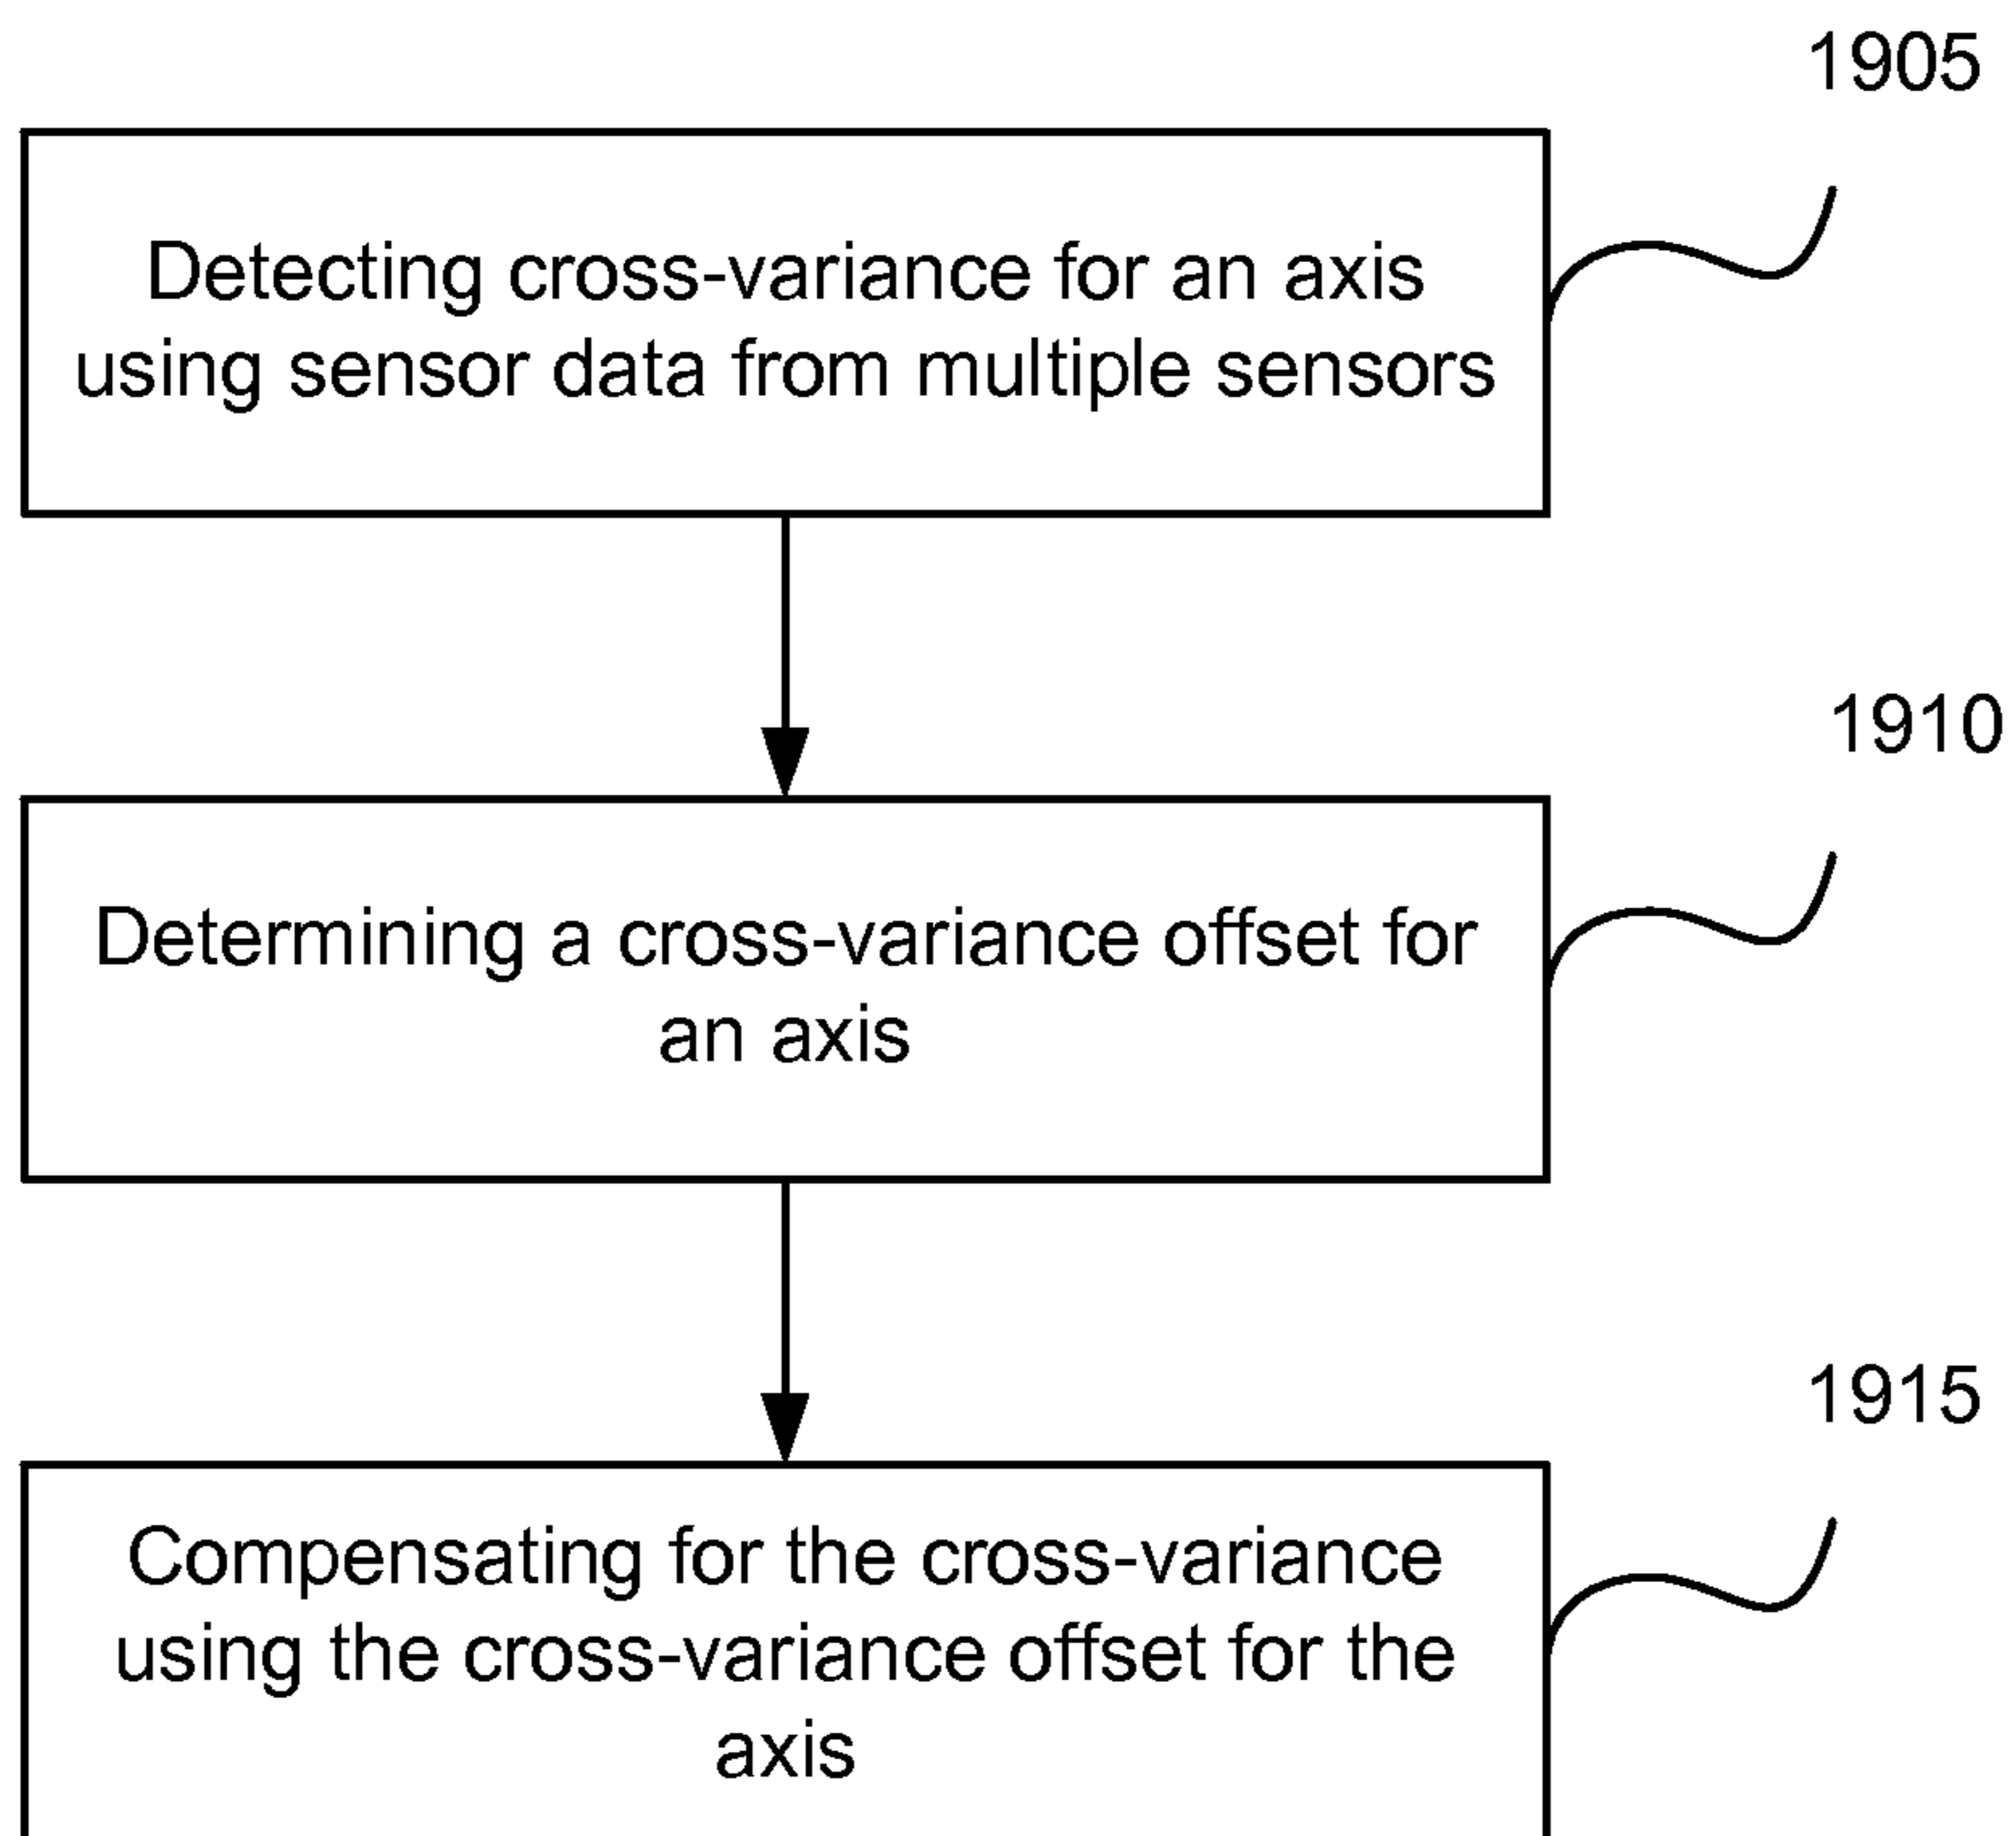 1905
Detecting cross-variance for an axis
using sensor data from multiple sensors
1910
Determining a cross-variance offset for
an axis
1915
Compensating for the cross-variance
using the cross-variance offset for the
axis